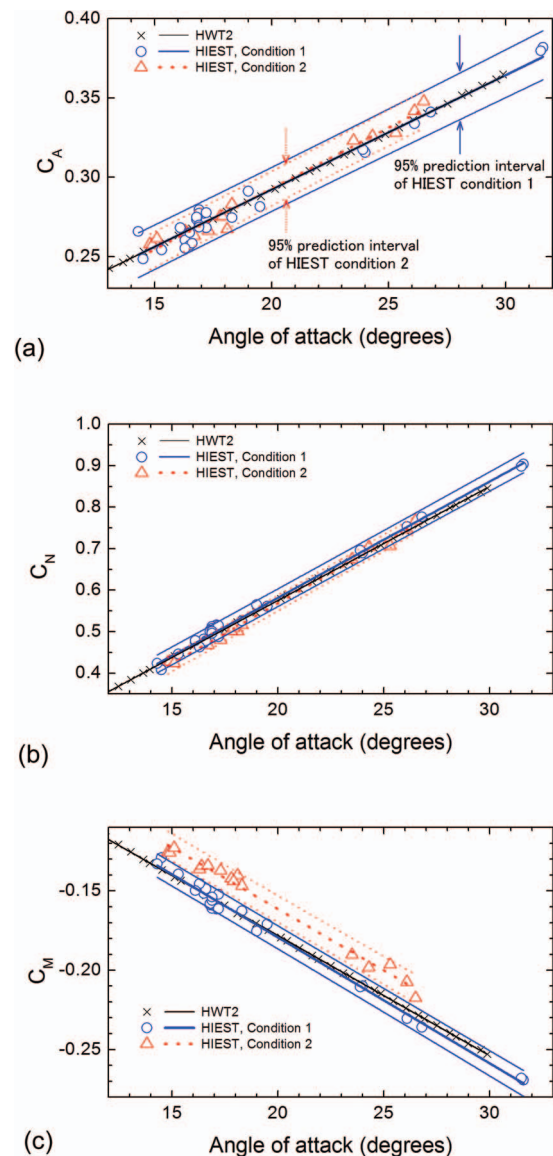 HWT2
HIEST, Condition 1
HIEST, Condition 2
0.40
0.35
0.30
0.25
C_A
95% prediction interval
of HIEST condition 1
95% prediction interval
of HIEST condition 2
15 20 25 30
Angle of attack (degrees)
(a)
HWT2
HIEST, Condition 1
HIEST, Condition 2
1.0
0.9
0.8
0.7
0.6
0.5
0.4
C_N
15 20 25 30
Angle of attack (degrees)
(b)
-0.15
-0.20
-0.25
C_M
HWT2
HIEST, Condition 1
HIEST, Condition 2
15 20 25 30
Angle of attack (degrees)
(c)